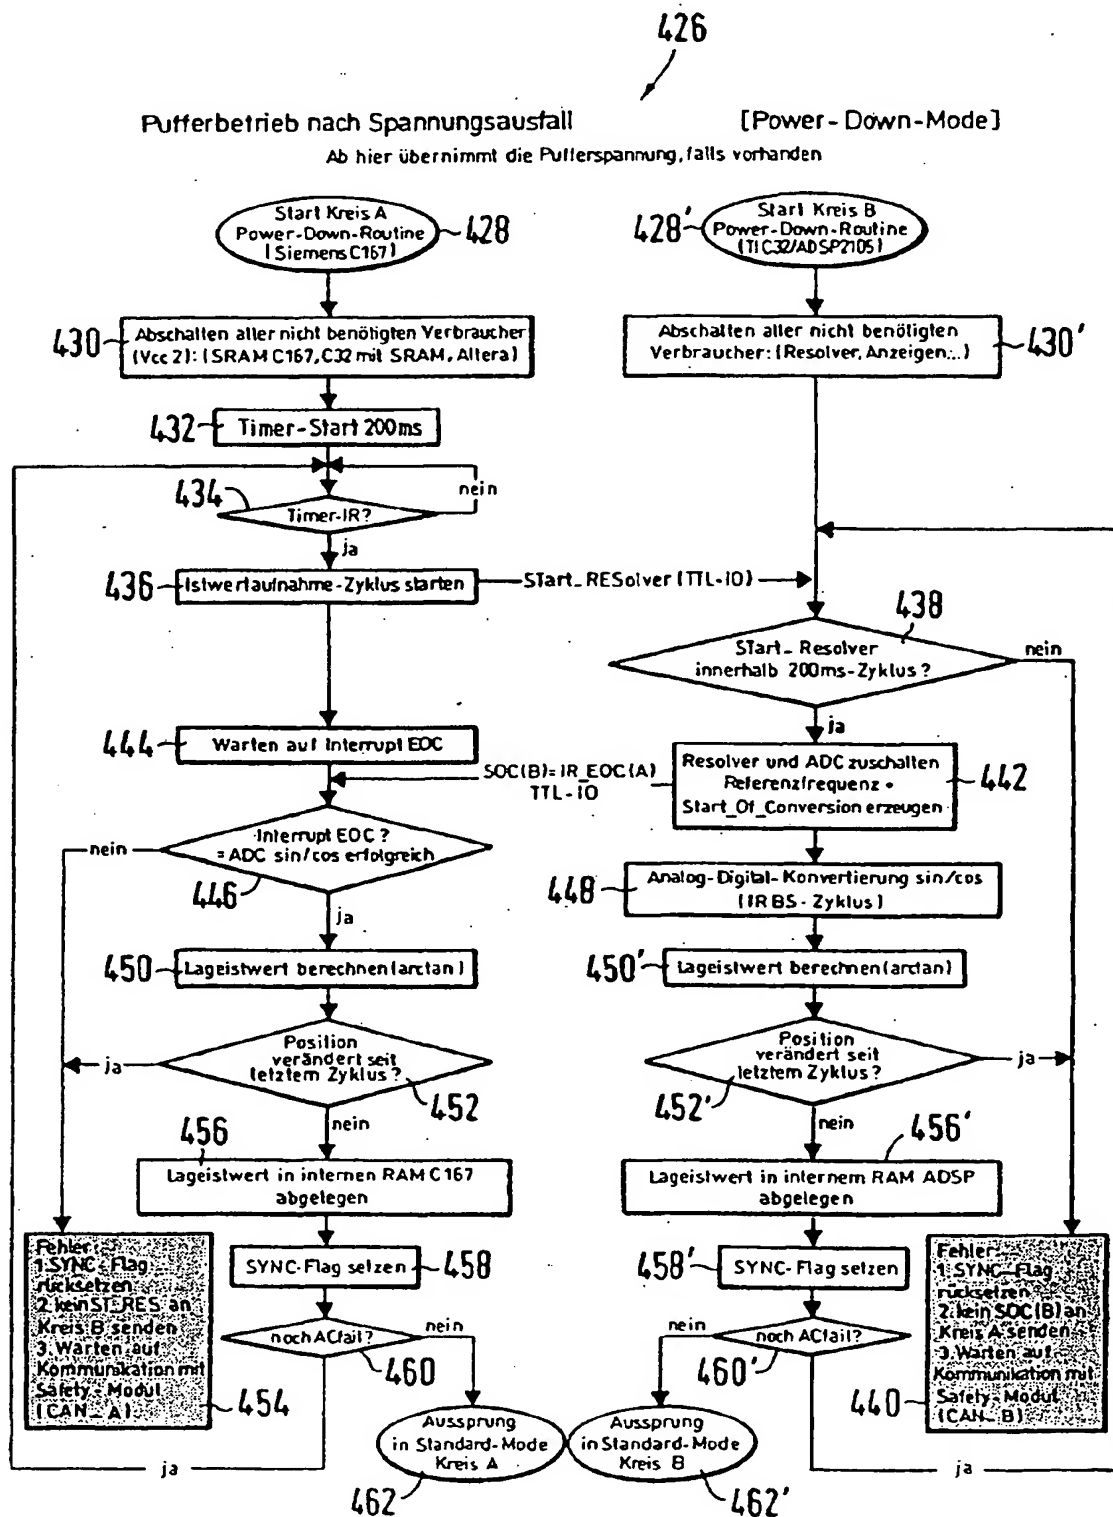 426
Pufferbetrieb nach Spannungsausfall [Power-Down-Mode]
Ab hier übernimmt die Pufferspannung, falls vorhanden
Start Kreis A
Power-Down-Routine
(Siemens C167)
428
Start Kreis B
Power-Down-Routine
(TIC32/ADSP2105)
428'
430
Abschalten aller nicht benötigten Verbraucher
(Vcc 2): (SRAM C167, C32 mit SRAM, Altera)
Abschalten aller nicht benötigten
Verbraucher: (Resolver, Anzeigen...)
430'
432
Timer-Start 200ms
434
Timer-IR?
nein
ja
436
Istwertaufnahme-Zyklus starten
STart_RESolver (TTL-IO)
438
STart_Resolver
innerhalb 200ms-Zyklus?
nein
ja
444
Warten auf Interrupt EOC
SOC(B)=IR_EOC(A)
TTL-IO
Resolver und ADC zuschalten
Referenzfrequenz +
Start_Of_Conversion erzeugen
442
Interrupt EOC?
= ADC sin/cos erfolgreich
nein
446
ja
448
Analog-Digital-Konvertierung sin/cos
(IRBS-Zyklus)
450
Lageistwert berechnen (arctan)
450'
Lageistwert berechnen (arctan)
Position
verändert seit
letztem Zyklus?
ja
452
nein
Position
verändert seit
letztem Zyklus?
ja
452'
nein
456
Lageistwert in internen RAM C167
abgelegen
456'
Lageistwert in internem RAM ADSP
abgelegen
SYNC-Flag setzen
458
458'
SYNC-Flag setzen
Fehler:
1.SYNC-Flag
rücksetzen
2.kein ST_RES an
Kreis B senden
3.Warten auf
Kommunikation mit
Safety-Modul
(CAN_A)
454
noch ACfail?
nein
460
ja
noch ACfail?
nein
460'
ja
Fehler:
1.SYNC-Flag
rücksetzen
2.kein SOC(B) an
Kreis A senden
3.Warten auf
Kommunikation mit
Safety-Modul
(CAN_B)
440
Aussprung
in Standard-Mode
Kreis A
462
Aussprung
in Standard-Mode
Kreis B
462'